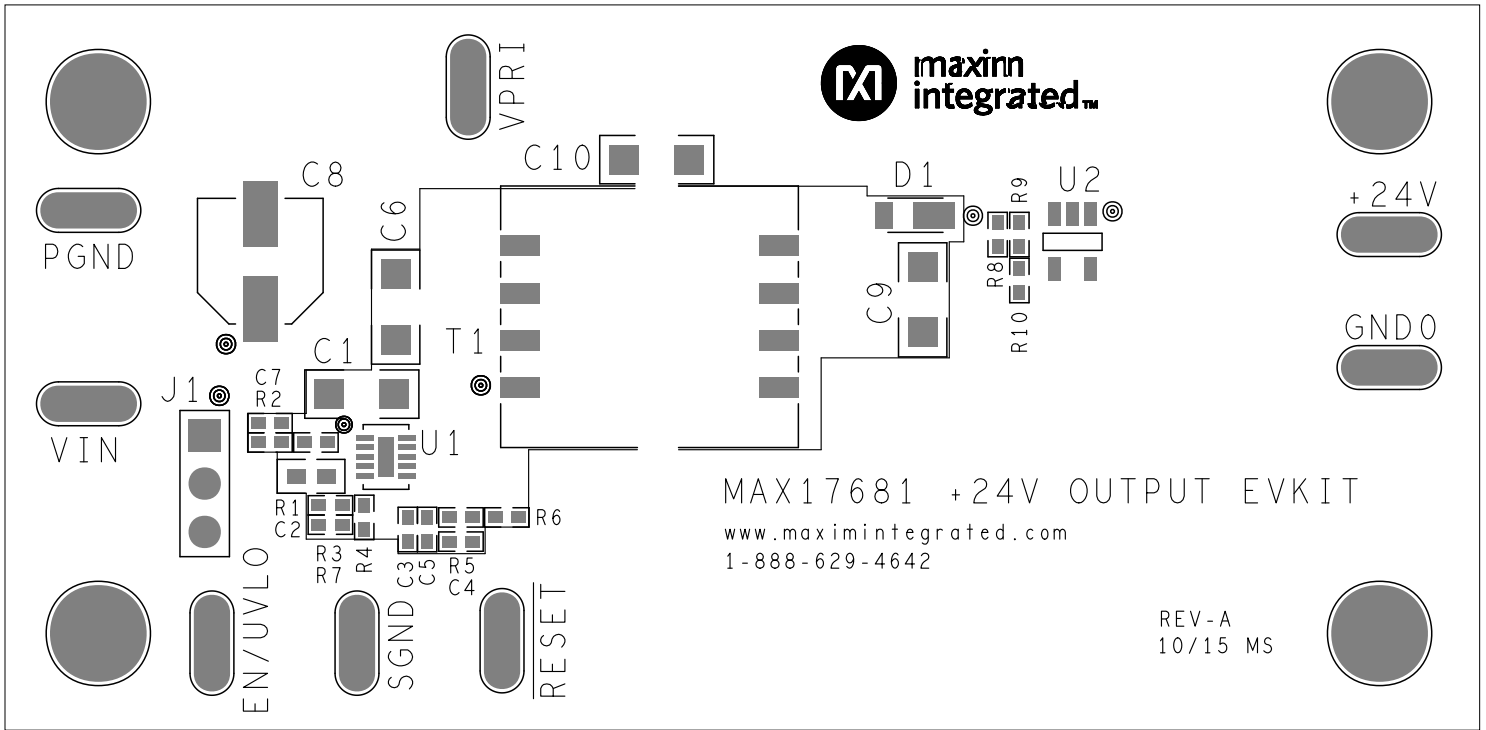 VPRI
maxim
integrated™
C10
C8
C6
D1
R9
U2
+24V
PGND
R8
C9
R10
GNDO
T1
C1
J1
C7
R2
VIN
U1
MAX17681 +24V OUTPUT EVKIT
R1
C2
R6
www.maximintegrated.com
R3
R7
R4
C3
C5
R5
C4
1-888-629-4642
EN/UVLO
SGND
RESET
REV-A
10/15 MS